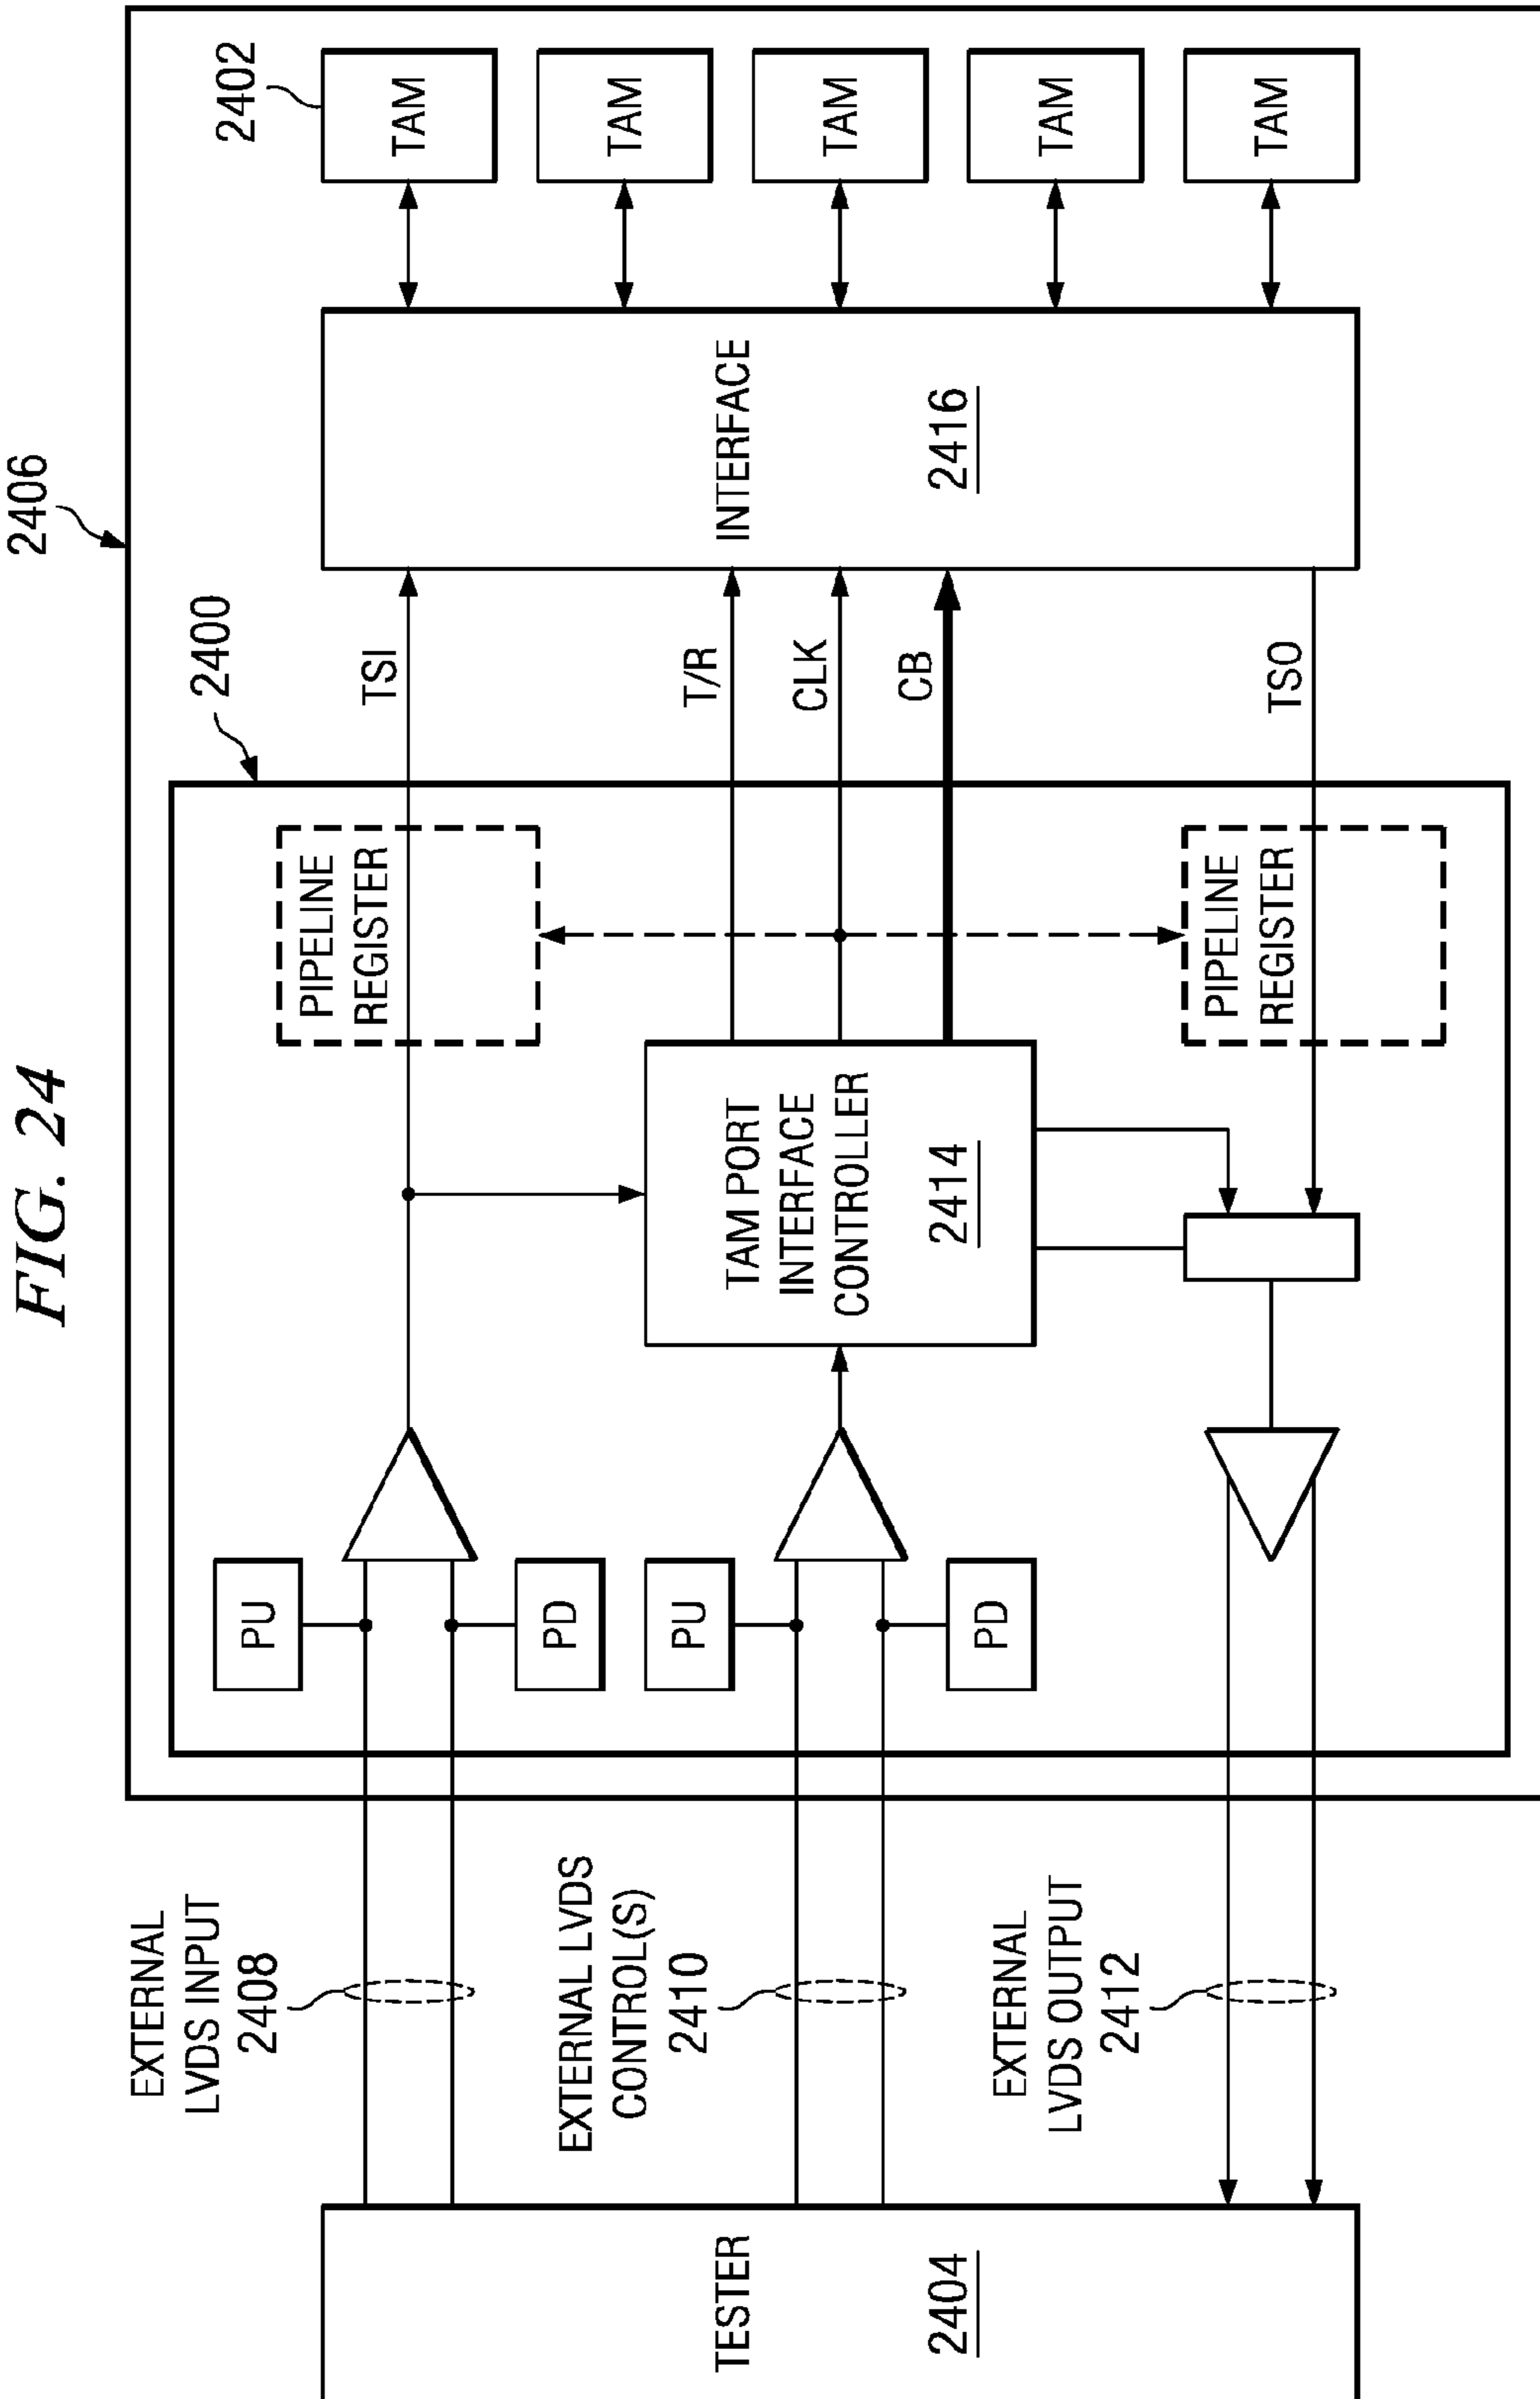 FIG. 24
2406
2400
2402
TESTER
2404
EXTERNAL
LVDS INPUT
2408
EXTERNAL LVDS
CONTROL(S)
2410
EXTERNAL
LVDS OUTPUT
2412
PU
PD
PU
PD
TAM PORT
INTERFACE
CONTROLLER
2414
PIPELINE
REGISTER
PIPELINE
REGISTER
TSI
T/R
CLK
CB
TSO
INTERFACE
2416
TAM
TAM
TAM
TAM
TAM